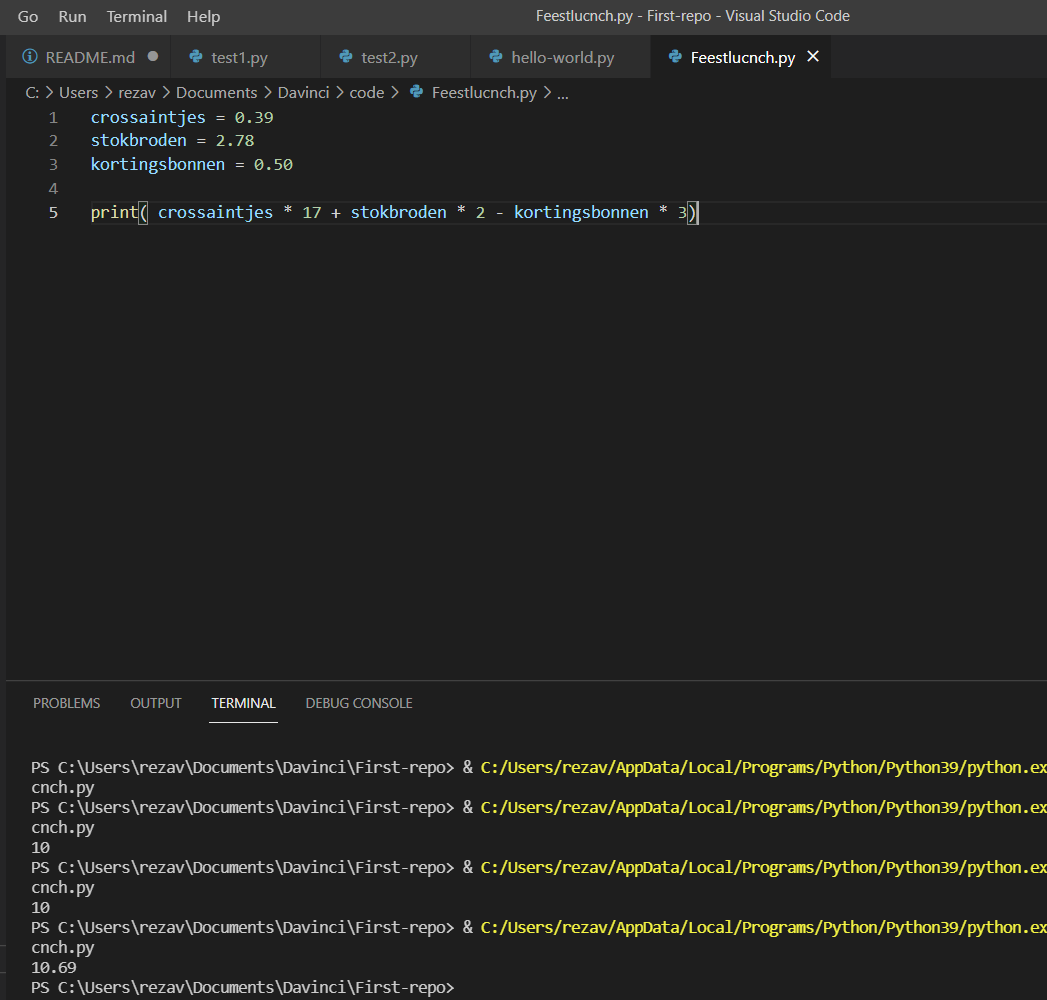 Go Run Terminal Help Feestlucnch.py - First-repo - Visual Studio Code
README.md test1.py test2.py hello-world.py Feestlucnch.py
C: > Users > rezav > Documents > Davinci > code > Feestlucnch.py > ...
1 crossaintjes = 0.39
2 stokbroden = 2.78
3 kortingsbonnen = 0.50
4
5 print( crossaintjes * 17 + stokbroden * 2 - kortingsbonnen * 3)
PROBLEMS OUTPUT TERMINAL DEBUG CONSOLE
PS C:\Users\rezav\Documents\Davinci\First-repo> & C:/Users/rezav/AppData/Local/Programs/Python/Python39/python.ex
cnch.py
PS C:\Users\rezav\Documents\Davinci\First-repo> & C:/Users/rezav/AppData/Local/Programs/Python/Python39/python.ex
cnch.py
10
PS C:\Users\rezav\Documents\Davinci\First-repo> & C:/Users/rezav/AppData/Local/Programs/Python/Python39/python.ex
cnch.py
10
PS C:\Users\rezav\Documents\Davinci\First-repo> & C:/Users/rezav/AppData/Local/Programs/Python/Python39/python.ex
cnch.py
10.69
PS C:\Users\rezav\Documents\Davinci\First-repo>